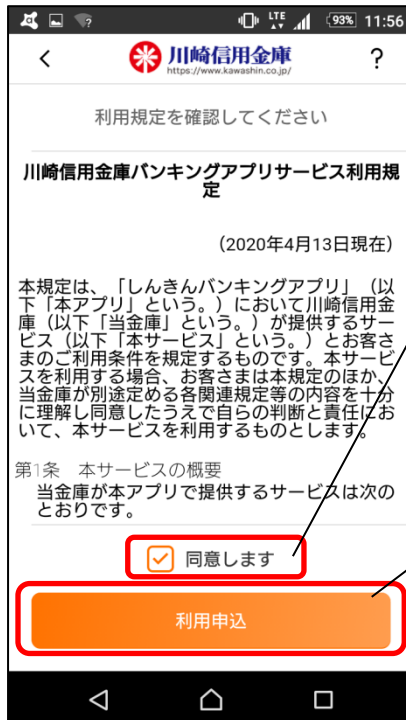 LTE 93% 11:56
川崎信用金庫 ?
https://www.kawashin.co.jp/
利用規定を確認してください
川崎信用金庫バンキングアプリサービス利用規
定
（2020年4月13日現在）
本規定は、「しんきんバンキングアプリ」（以
下「本アプリ」という。）において川崎信用金
庫（以下「当金庫」という。）が提供するサー
ビス（以下「本サービス」という。）とお客さ
まのご利用条件を規定するものです。本サービ
スを利用する場合、お客さまは本規定のほか、
当金庫が別途定める各関連規定等の内容を十分
に理解し同意したうえで自らの判断と責任にお
いて、本サービスを利用するものとします。
第1条　本サービスの概要
当金庫が本アプリで提供するサービスは次の
とおりです。
同意します
利用申込